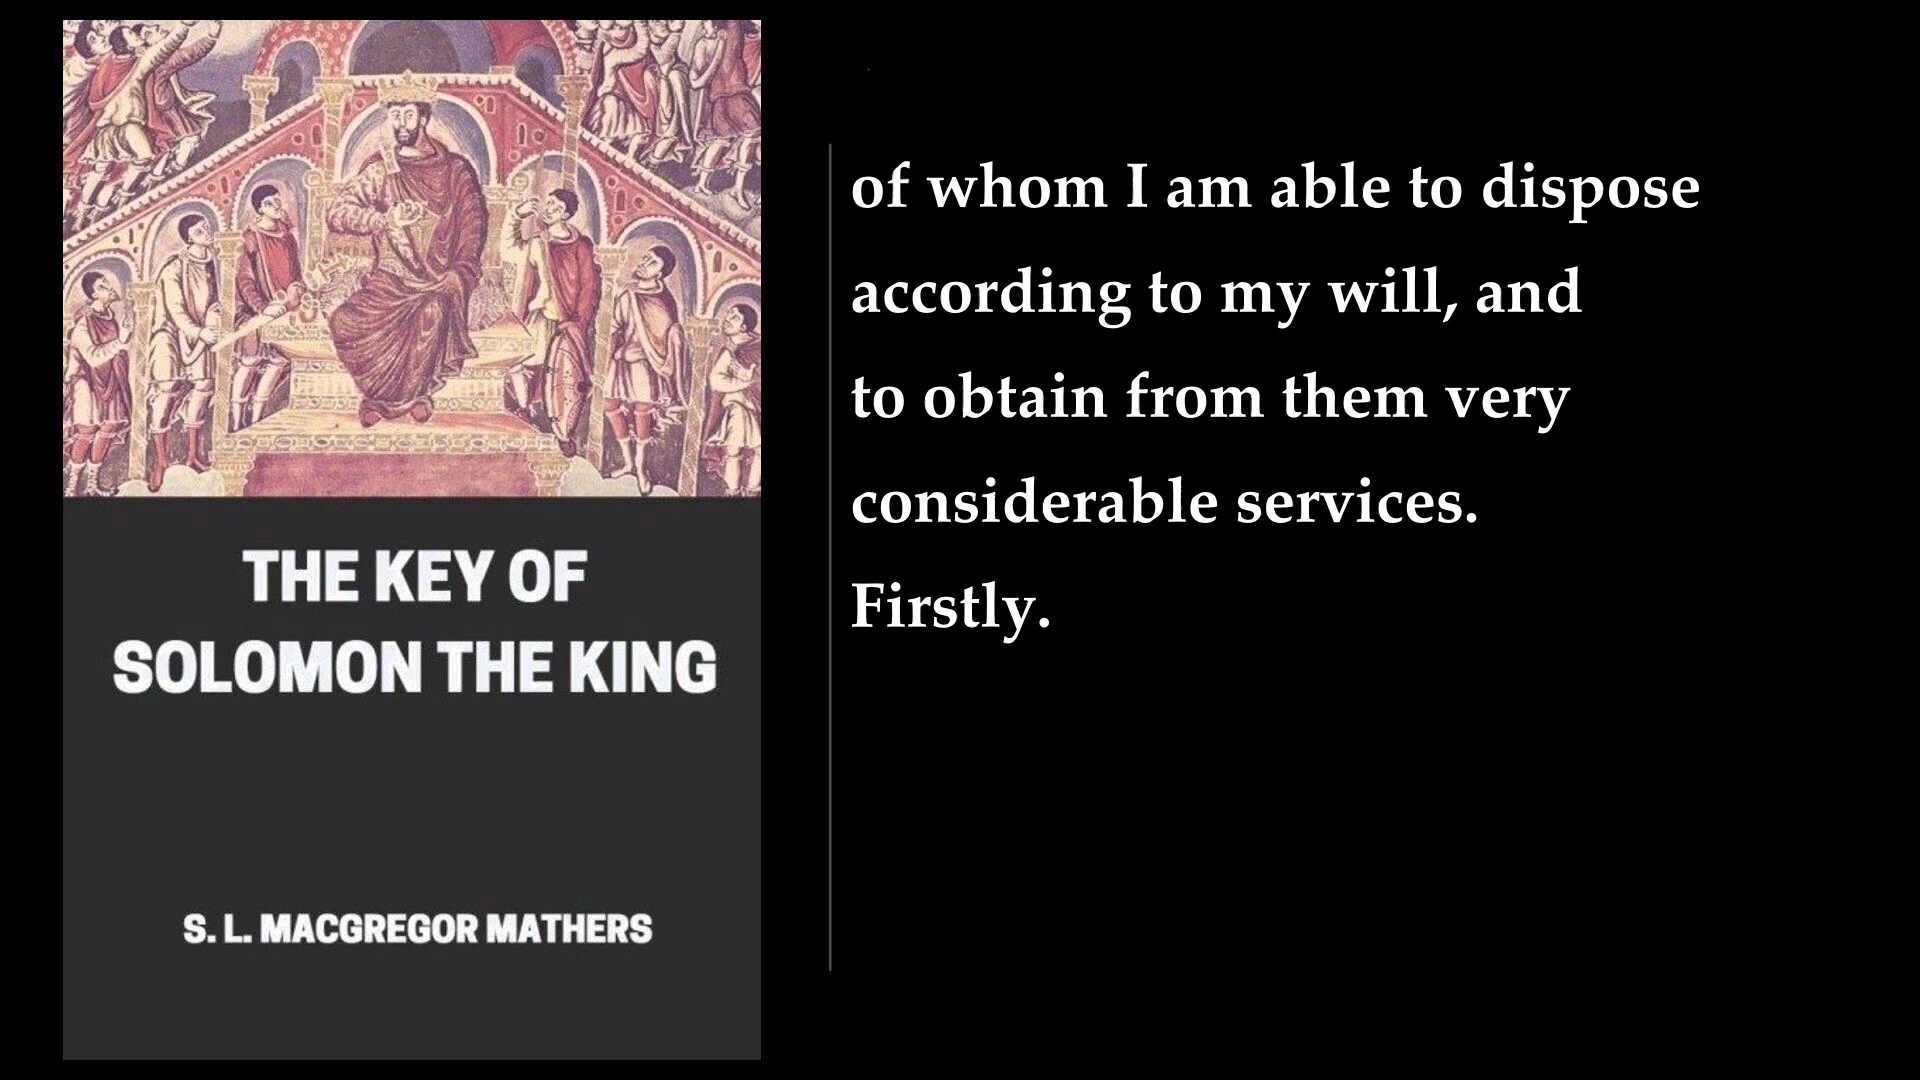 THE KEY OF
SOLOMON THE KING
S. L. MACGREGOR MATHERS
of whom I am able to dispose
according to my will, and
to obtain from them very
considerable services.
Firstly.